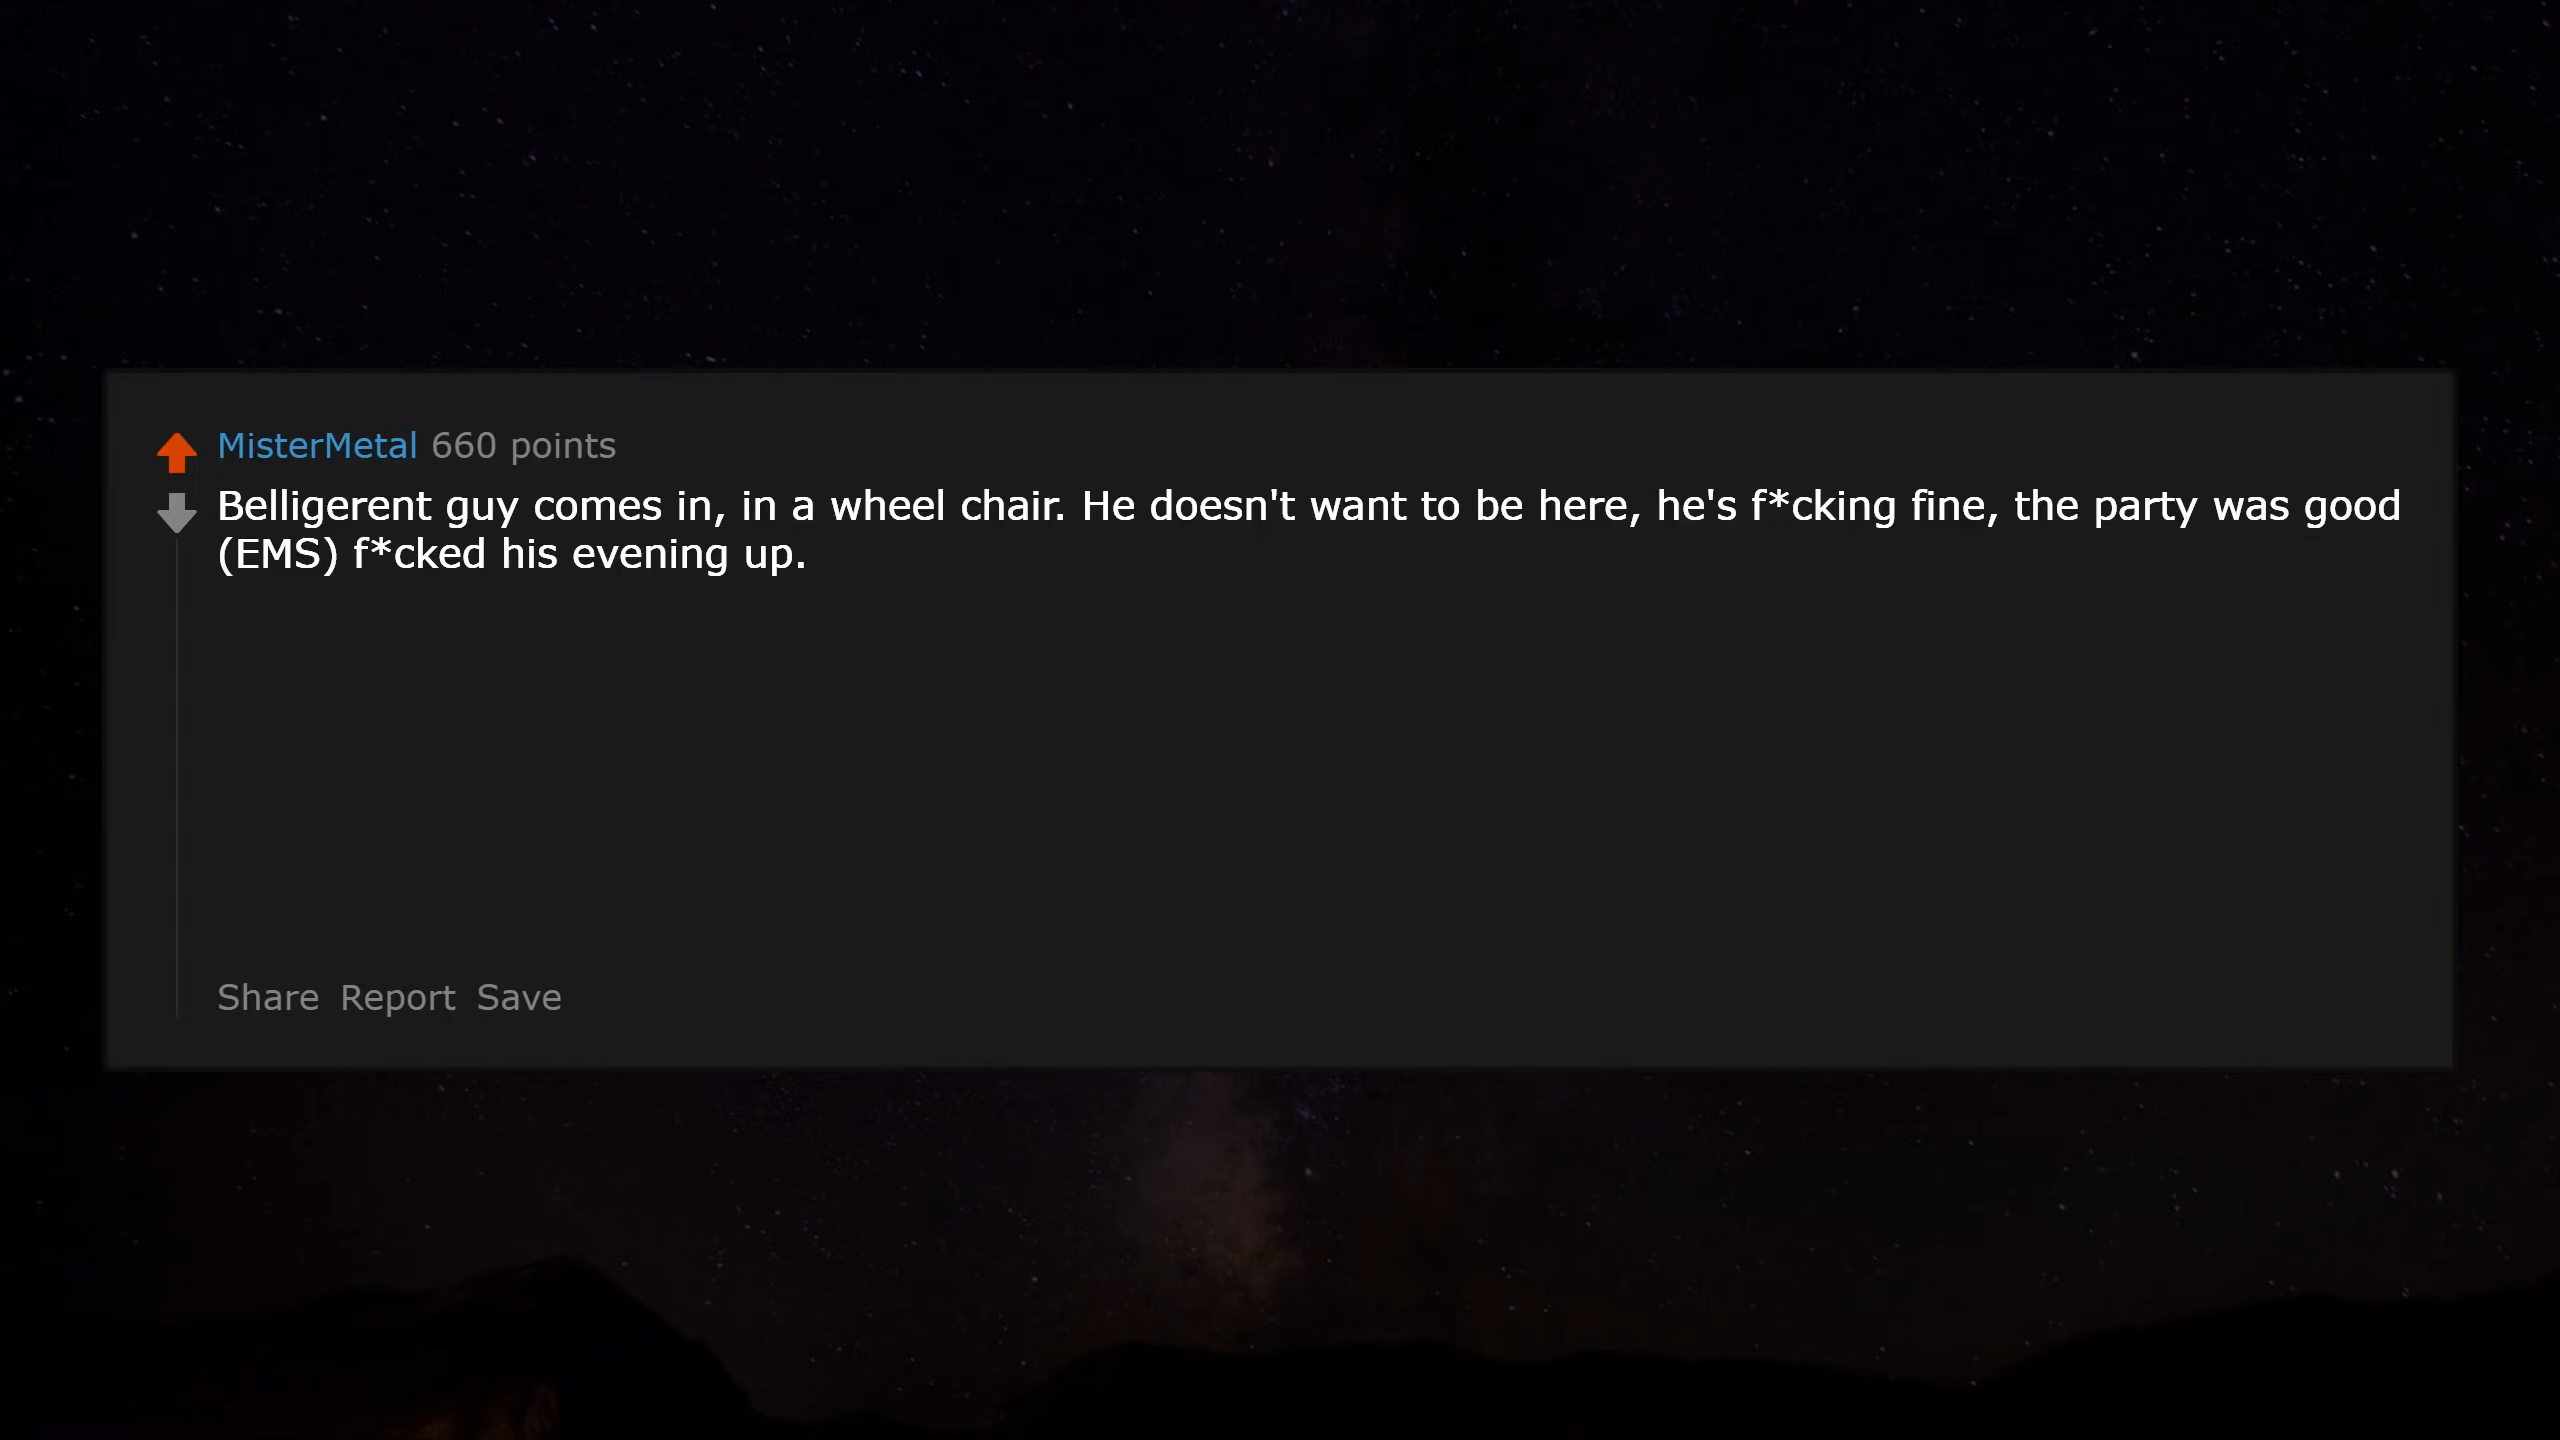 MisterMetal 660 points
Belligerent guy comes in, in a wheel chair. He doesn't want to be here, he's f*cking fine, the party was good
(EMS) f*cked his evening up.
Share Report Save